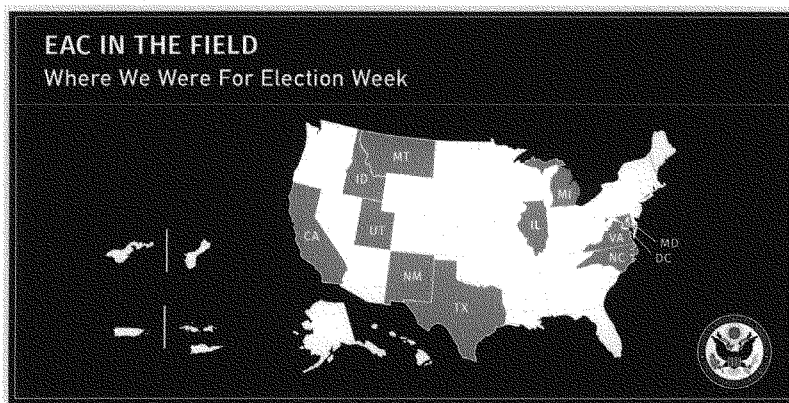 EAC IN THE FIELD
Where We Were For Election Week
MT
ID
MI
CA
UT
IL
VA
MD
DC
NM
NC
TX